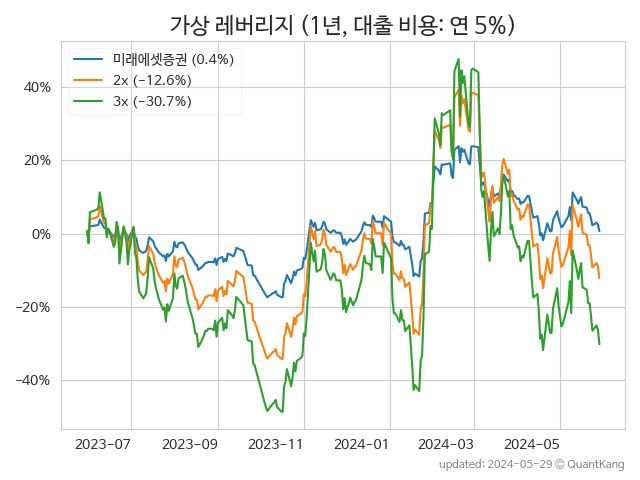 가상 레버리지 (1년, 대출 비용: 연 5%)
미래에셋증권 (0.4%)
2x (−12.6%)
3x (−30.7%)
40%
20%
0%
−20%
−40%
2023-07 2023-09 2023-11 2024-01 2024-03 2024-05
updated: 2024-05-29 © QuantKang